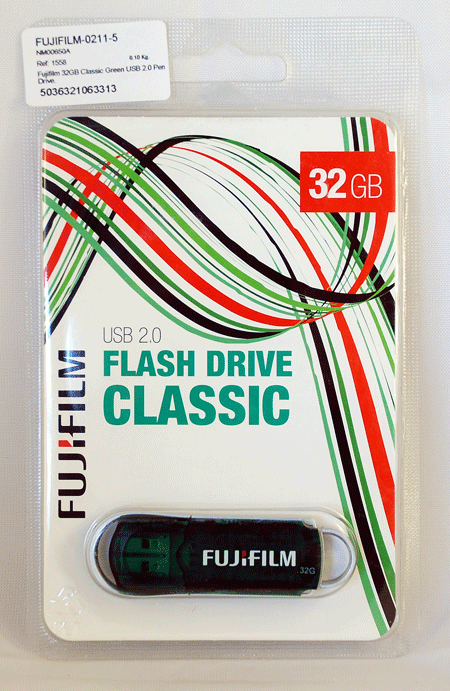 FUJIFILM-0211-5
NM00650A
0.10 Kg
Ref: 1558
Fujifilm 32GB Classic Green USB 2.0 Pen
Drive.
5036321063313
32 GB
USB 2.0
FLASH DRIVE
CLASSIC
FUJIFILM
FUJIFILM
32G